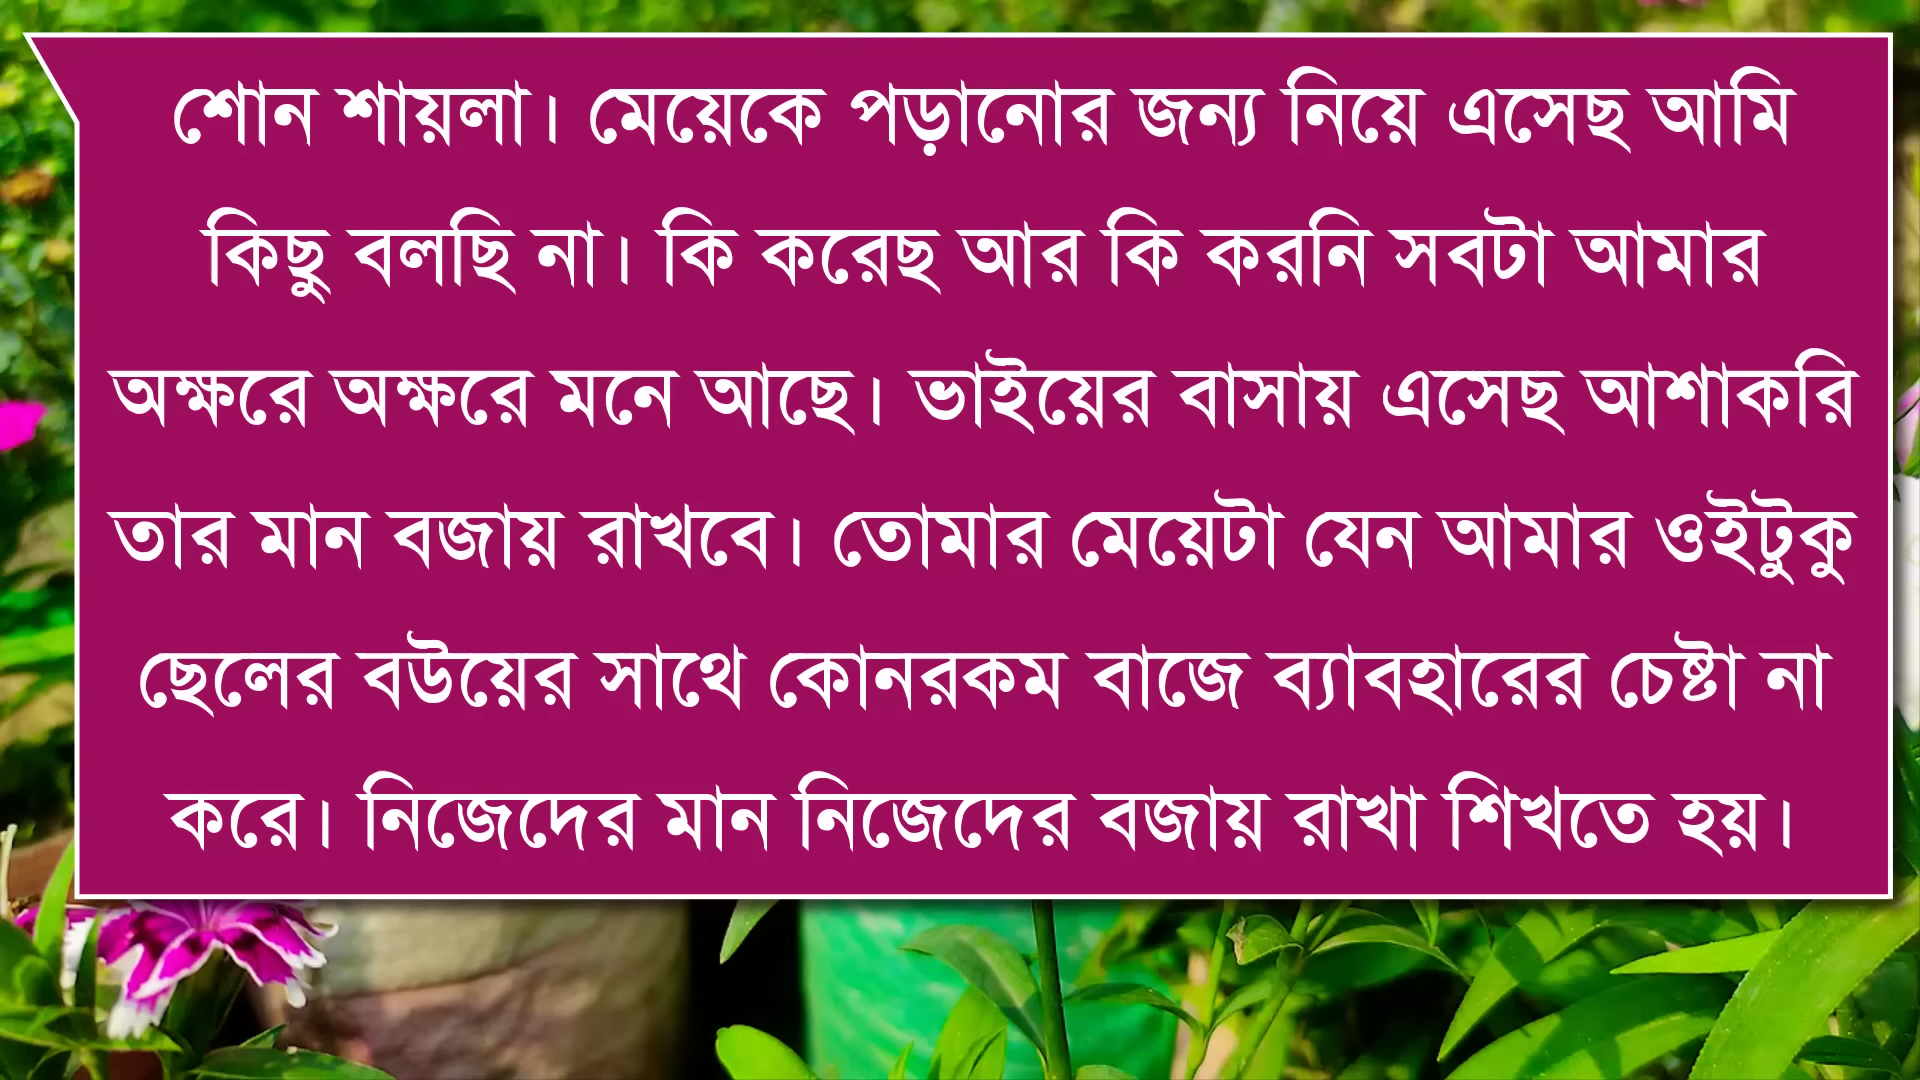 শোন শায়লা। মেয়েকে পড়ানোর জন্য নিয়ে এসেছ আমি
কিছু বলছি না। কি করেছ আর কি করনি সবটা আমার
অক্ষরে অক্ষরে মনে আছে। ভাইয়ের বাসায় এসেছ আশাকরি
তার মান বজায় রাখবে। তোমার মেয়েটা যেন আমার ওইটুকু
ছেলের বউয়ের সাথে কোনরকম বাজে ব্যাবহারের চেষ্টা না
করে। নিজেদের মান নিজেদের বজায় রাখা শিখতে হয়।